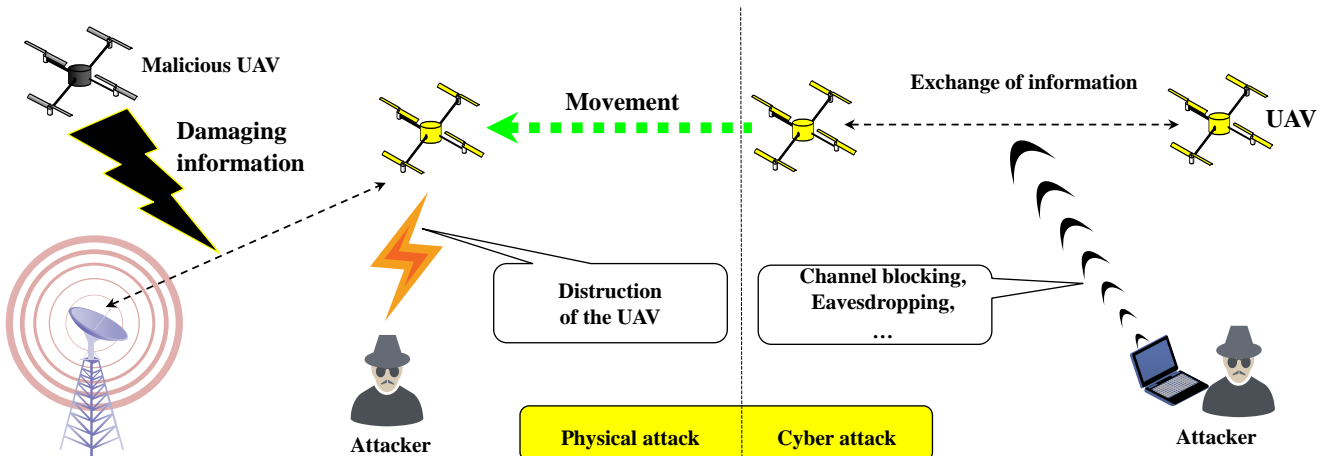 Malicious UAV
Damaging
information
Movement
Exchange of information
UAV
Distruction
of the UAV
Channel blocking,
Eavesdropping,
...
Attacker
Physical attack
Cyber attack
Attacker